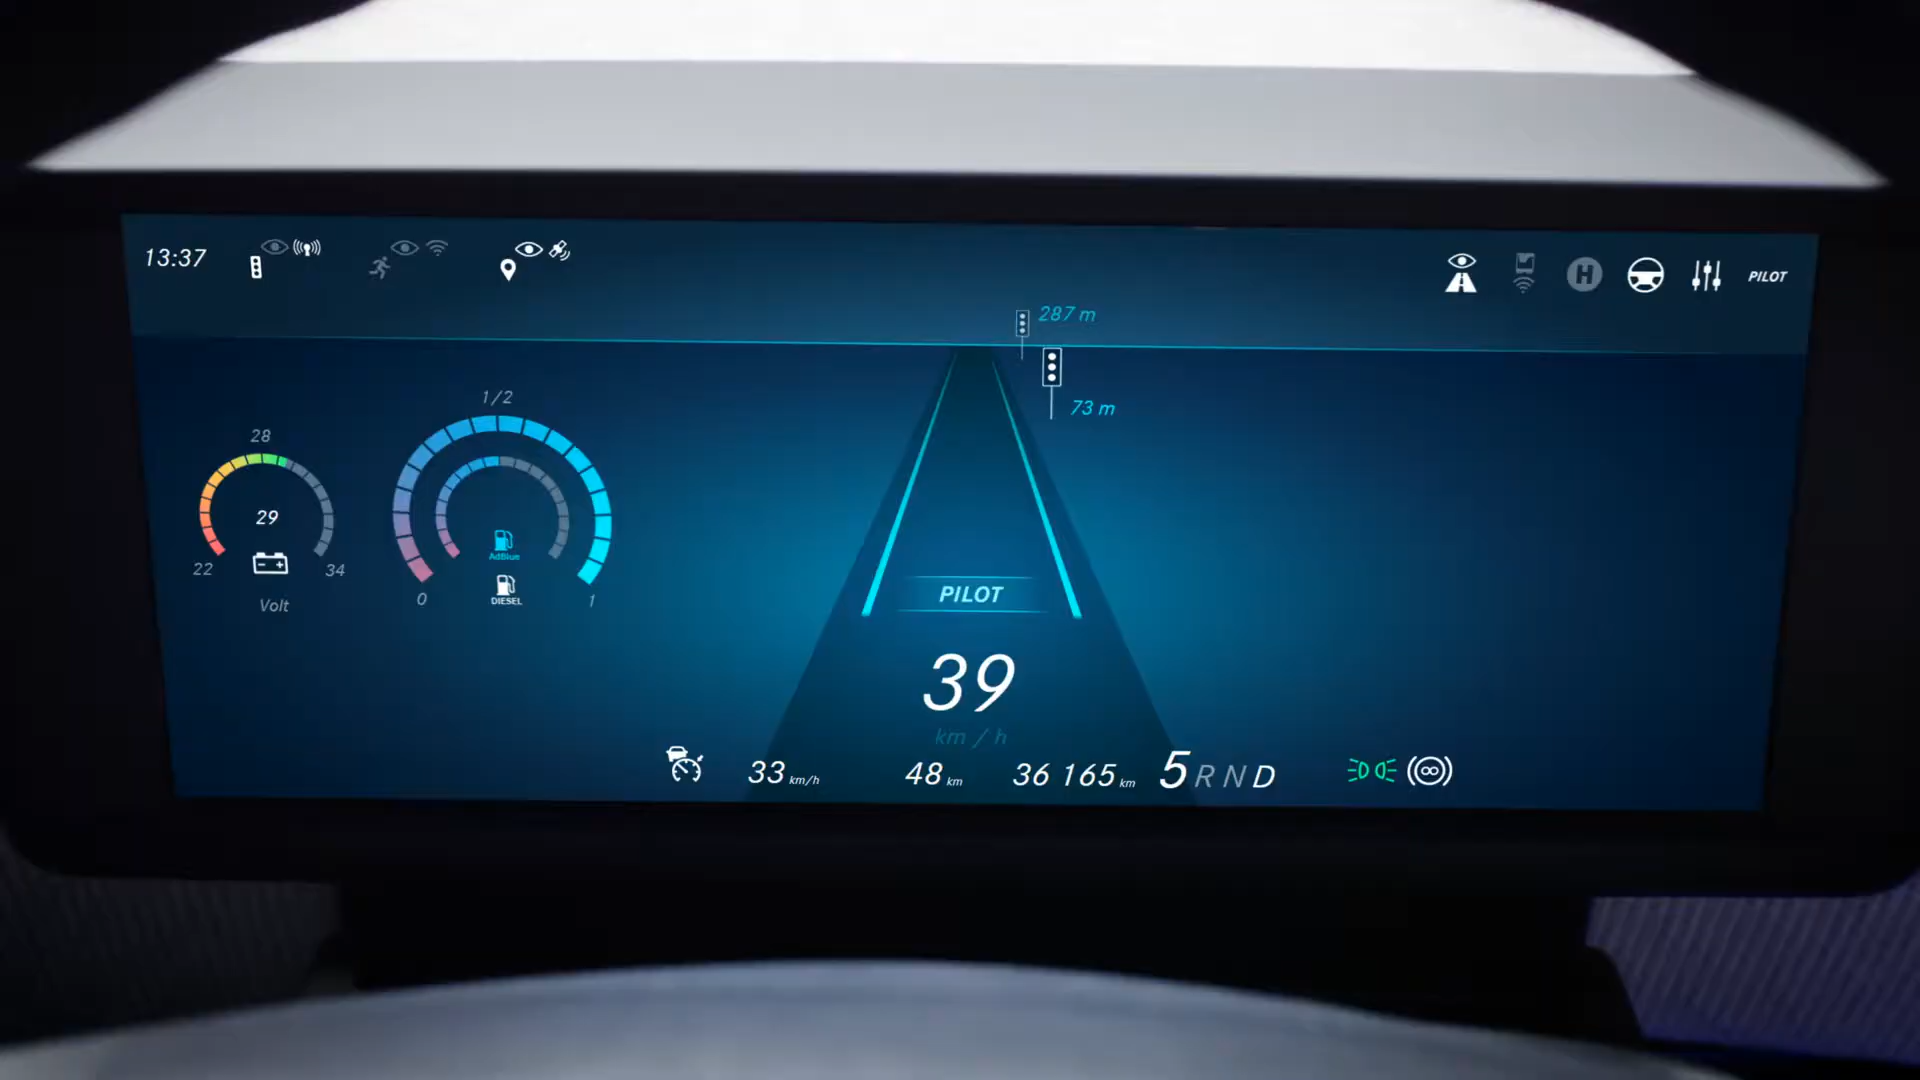 13:37
H
PILOT
287 m
73 m
28
29
22
34
Volt
1/2
AdBlue
DIESEL
0
1
PILOT
39
km / h
33 km/h
48 km
36 165 km
5 R N D